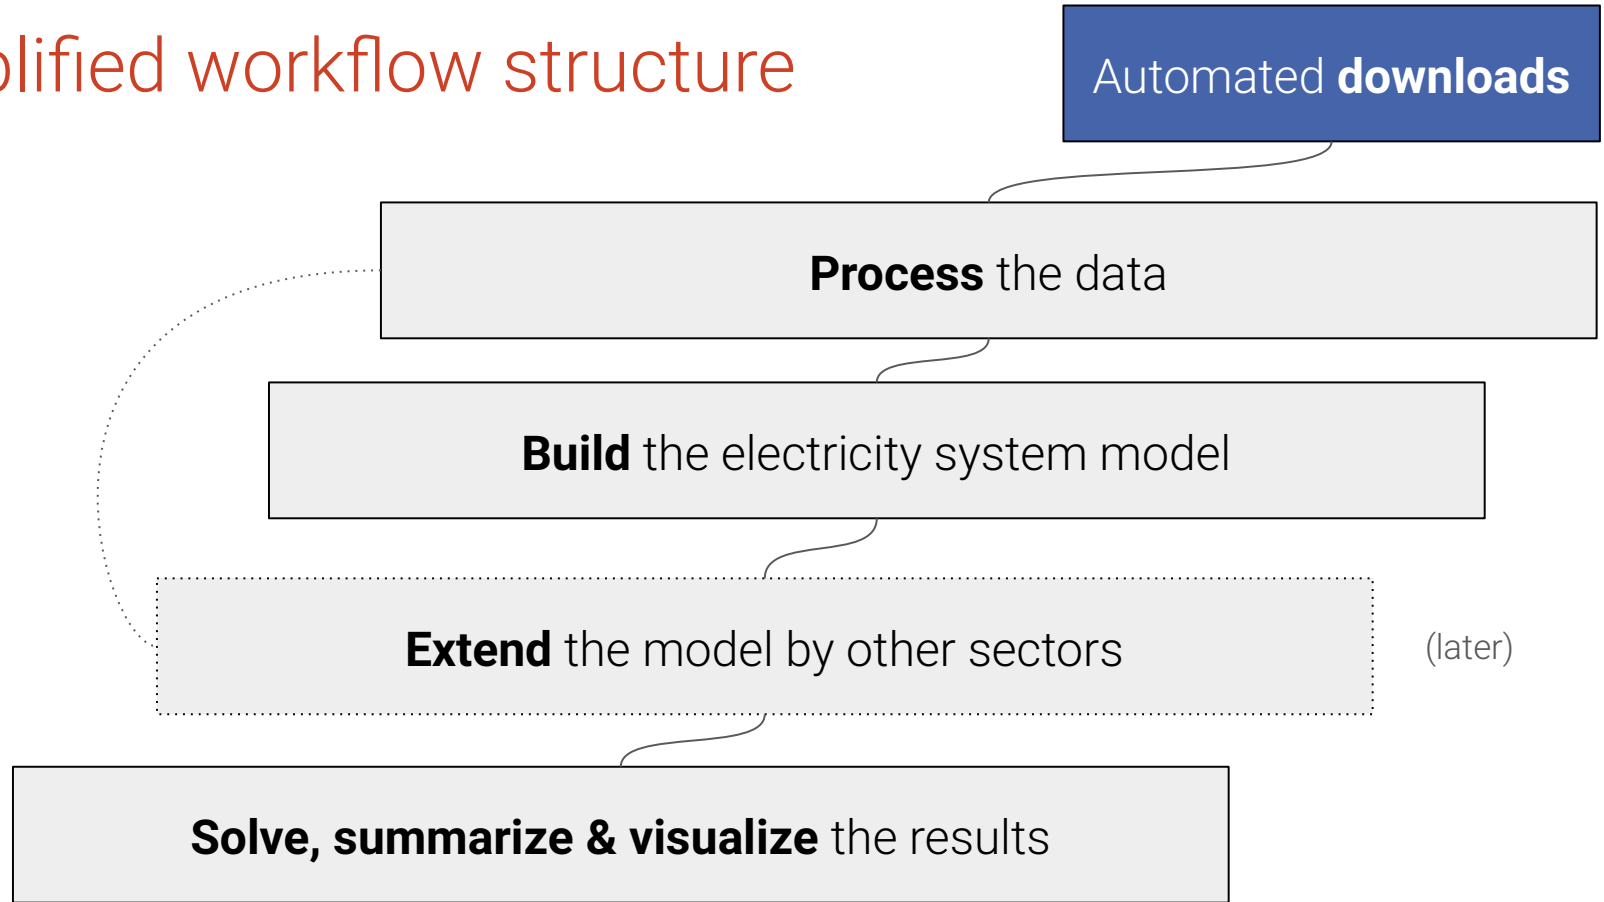 workflow structure
Automated downloads
Process the data
Build the electricity system model
Extend the model by other sectors
(later)
Solve, summarize & visualize the results